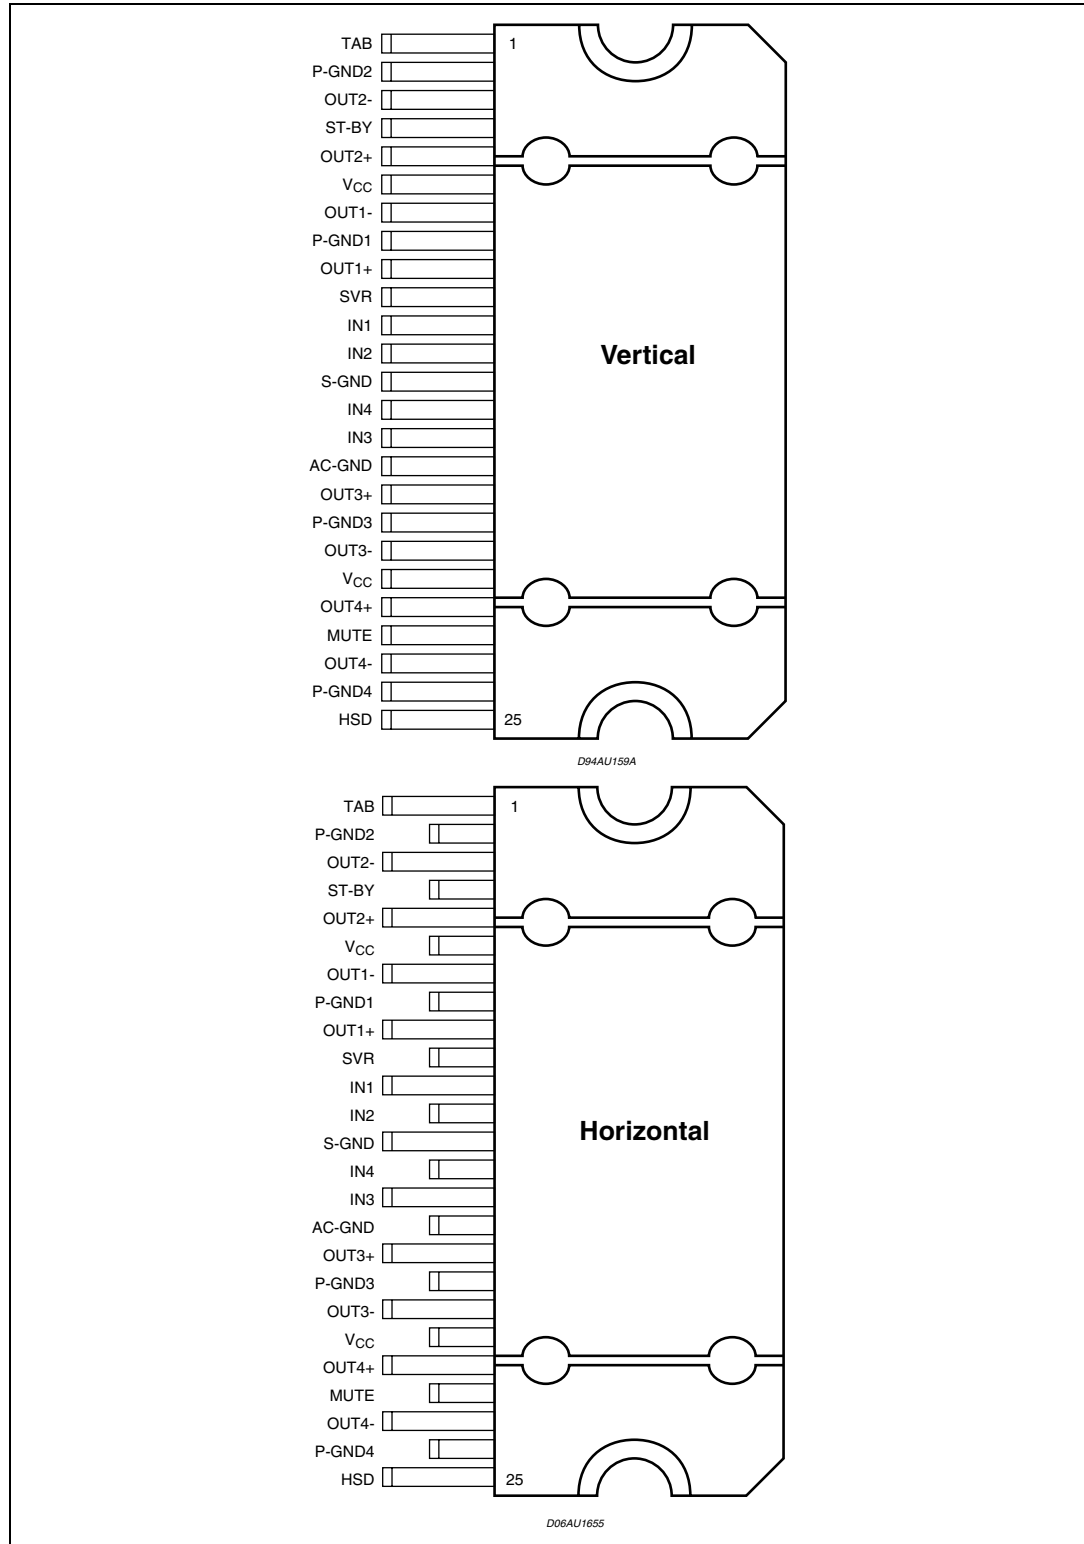 TAB
1
P-GND2
OUT2-
ST-BY
OUT2+
VCC
OUT1-
P-GND1
OUT1+
SVR
IN1
IN2
Vertical
S-GND
IN4
IN3
AC-GND
OUT3+
P-GND3
OUT3-
VCC
OUT4+
MUTE
OUT4-
P-GND4
HSD
25
D94AU159A
TAB
1
P-GND2
OUT2-
ST-BY
OUT2+
VCC
OUT1-
P-GND1
OUT1+
SVR
IN1
IN2
Horizontal
S-GND
IN4
IN3
AC-GND
OUT3+
P-GND3
OUT3-
VCC
OUT4+
MUTE
OUT4-
P-GND4
HSD
25
D06AU1655